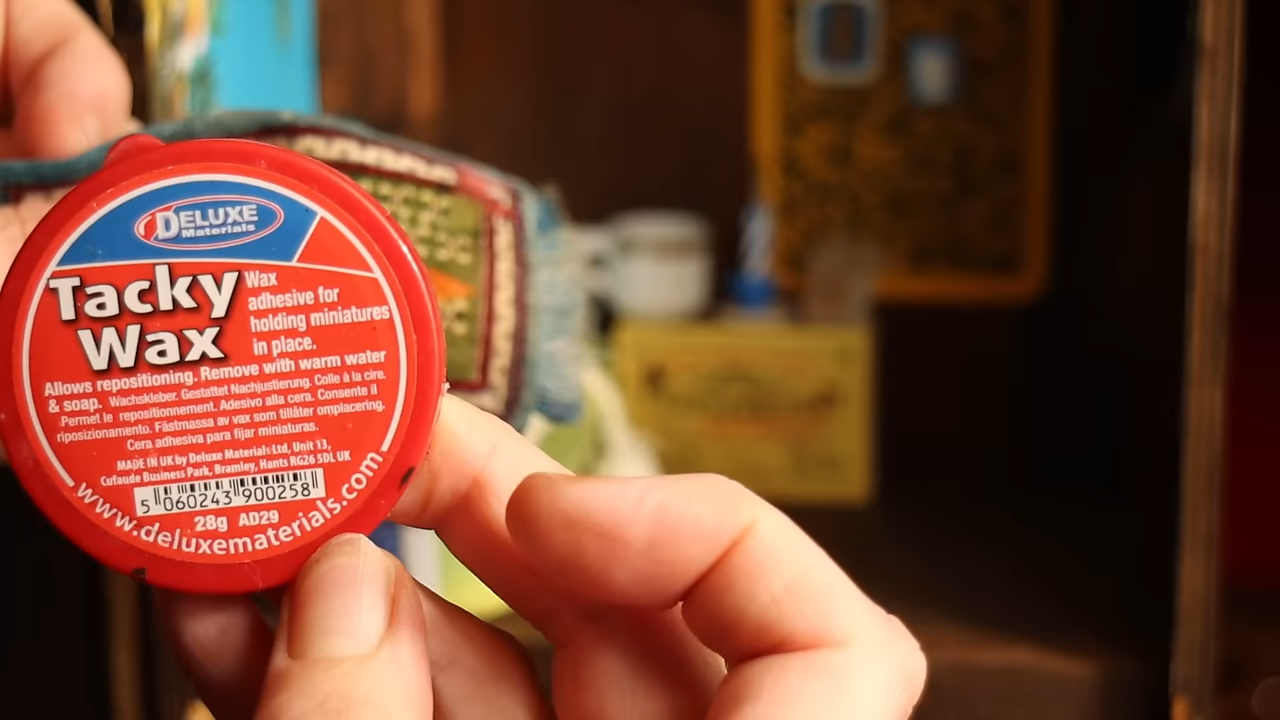 DELUXE
Materials
Tacky
Wax
Wax
adhesive for
holding miniatures
in place.
Allows repositioning. Remove with warm water
& soap. Wachskleber. Gestattet Nachjustierung. Colle à la cire.
Permet le repositionnement. Adesivo alla cera. Consente il
riposizionamento. Fästmassa av vax som tillåter omplacering.
Cera adhesiva para fijar miniaturas.
MADE IN UK by Deluxe Materials Ltd, Unit 13,
Cufaude Business Park, Bramley, Hants RG26 5DL UK
5 060243 900258
28g AD29
www.deluxematerials.com